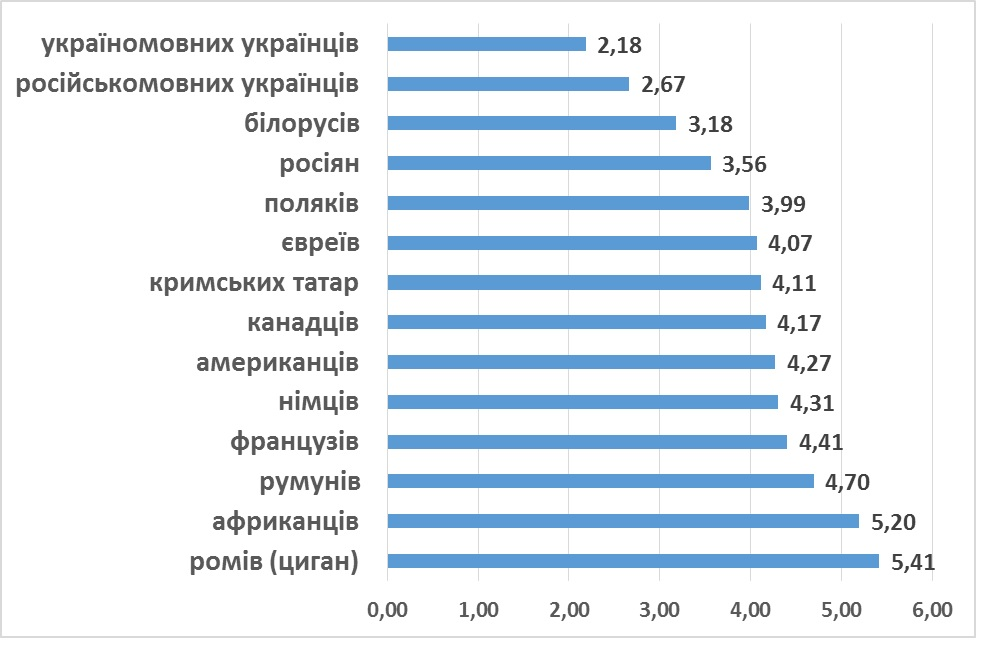 україномовних українців 2,18
російськомовних українців 2,67
білорусів 3,18
росіян 3,56
поляків 3,99
євреїв 4,07
кримських татар 4,11
канадців 4,17
американців 4,27
німців 4,31
французів 4,41
румунів 4,70
африканців 5,20
ромів (циган) 5,41
0,00 1,00 2,00 3,00 4,00 5,00 6,00